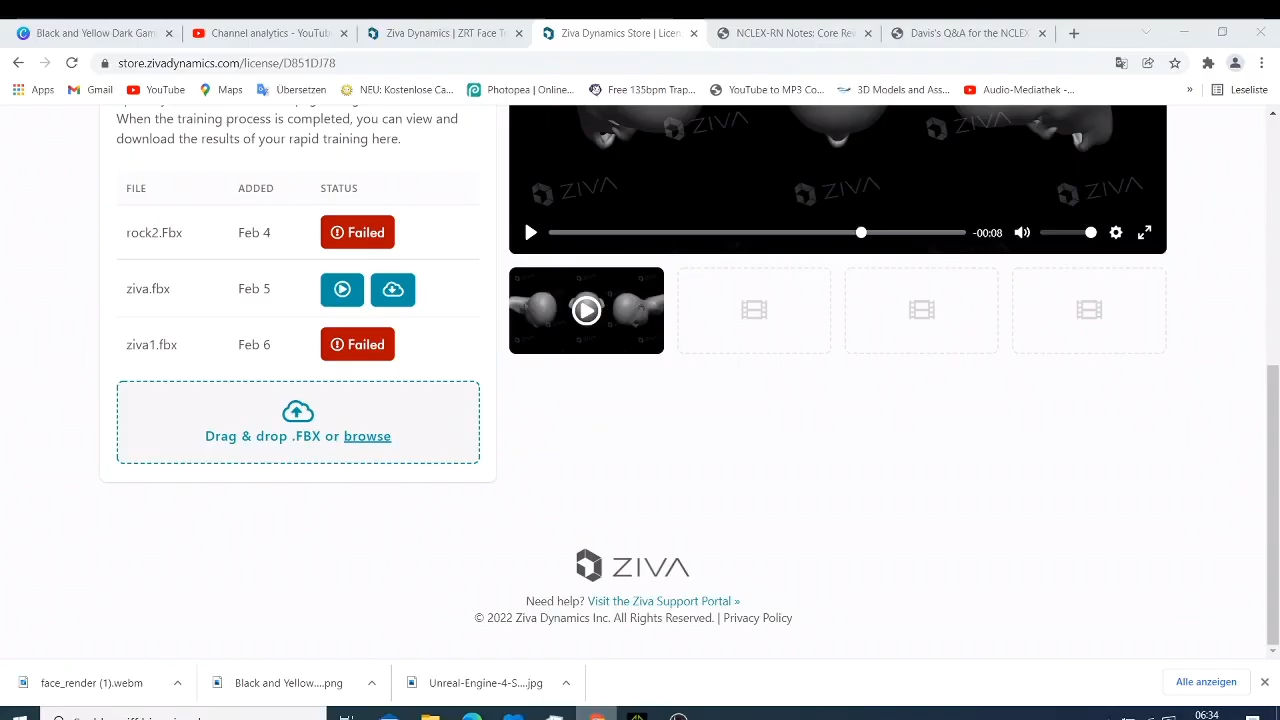 Black and Yellow Dark Gam
Channel analytics - YouTub
Ziva Dynamics | ZRT Face T
Ziva Dynamics Store | Licen
NCLEX-RN Notes: Core Rev
Davis's Q&A for the NCLEX
store.zivadynamics.com/license/D851DJ78
Apps
Gmail
YouTube
Maps
Übersetzen
NEU: Kostenlose Ca...
Photopea | Online...
Free 135bpm Trap...
YouTube to MP3 Co...
3D Models and Ass...
Audio-Mediathek -...
»
Leseliste
When the training process is completed, you can view and
download the results of your rapid training here.
FILE ADDED STATUS
rock2.Fbx Feb 4 Failed
ziva.fbx Feb 5
ziva1.fbx Feb 6 Failed
Drag & drop .FBX or browse
ZIVA
ZIVA
ZIVA
ZIVA
ZIVA
-00:08
ZIVA
Need help? Visit the Ziva Support Portal »
© 2022 Ziva Dynamics Inc. All Rights Reserved. | Privacy Policy
face_render (1).webm
Black and Yellow....png
Unreal-Engine-4-S....jpg
Alle anzeigen
06:34